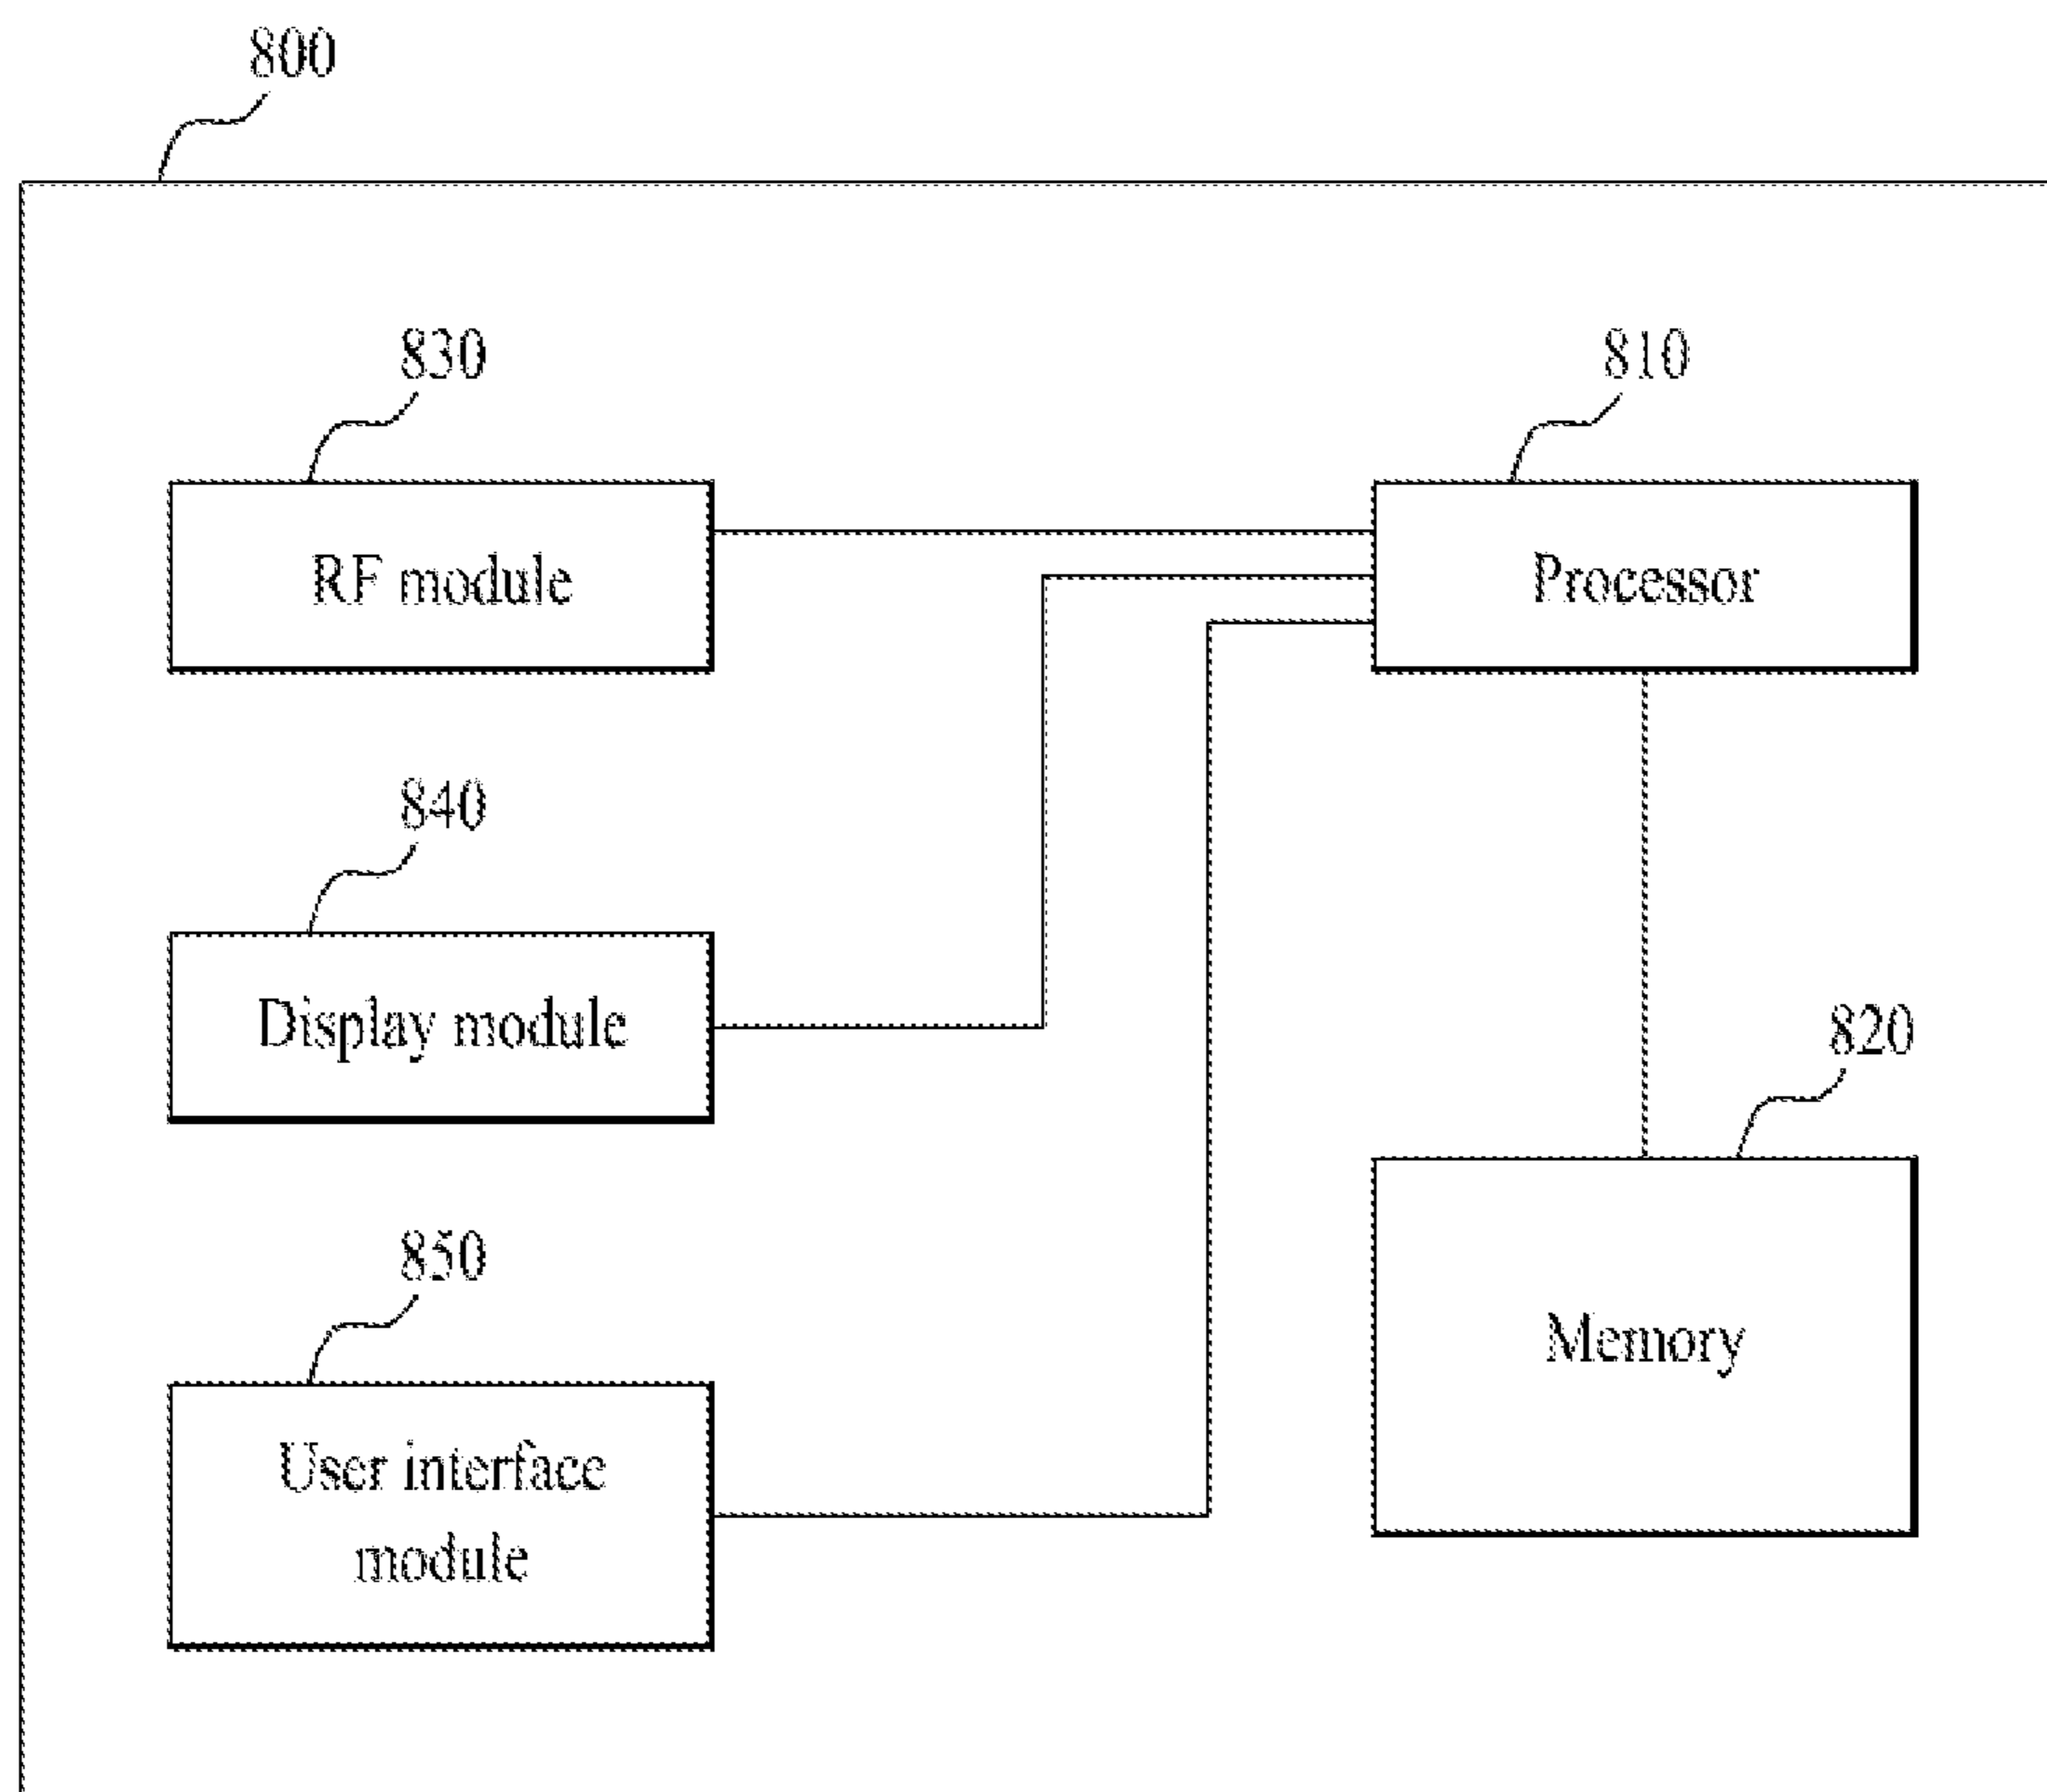 800
830
810
RF module
Processor
840
Display module
820
850
Memory
User interface
module